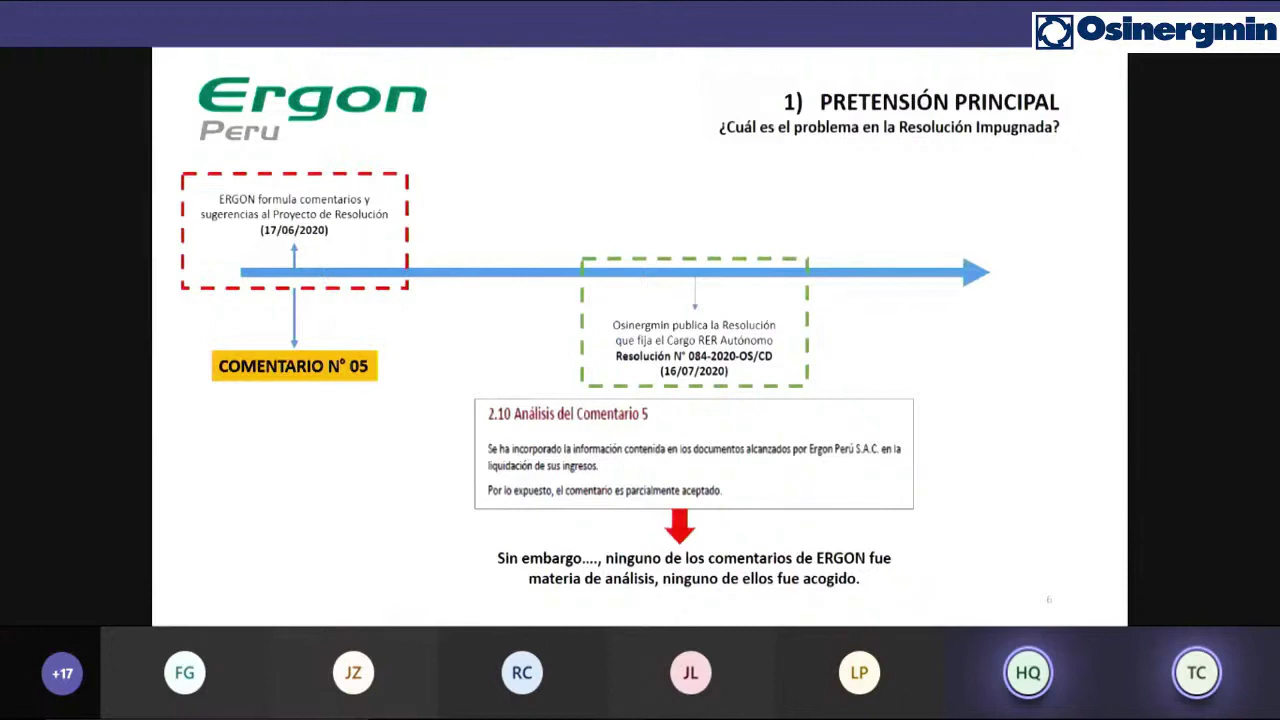 Osinergmin
Ergon
Peru
1) PRETENSIÓN PRINCIPAL
¿Cuál es el problema en la Resolución Impugnada?
ERGON formula comentarios y
sugerencias al Proyecto de Resolución
(17/06/2020)
COMENTARIO N° 05
Osinergmin publica la Resolución
que fija el Cargo RER Autónomo
Resolución N° 084-2020-OS/CD
(16/07/2020)
2.10 Análisis del Comentario 5
Se ha incorporado la información contenida en los documentos alcanzados por Ergon Perú S.A.C. en la
liquidación de sus ingresos.
Por lo expuesto, el comentario es parcialmente aceptado.
Sin embargo...., ninguno de los comentarios de ERGON fue
materia de análisis, ninguno de ellos fue acogido.
6
+17
FG
JZ
RC
JL
LP
HQ
TC